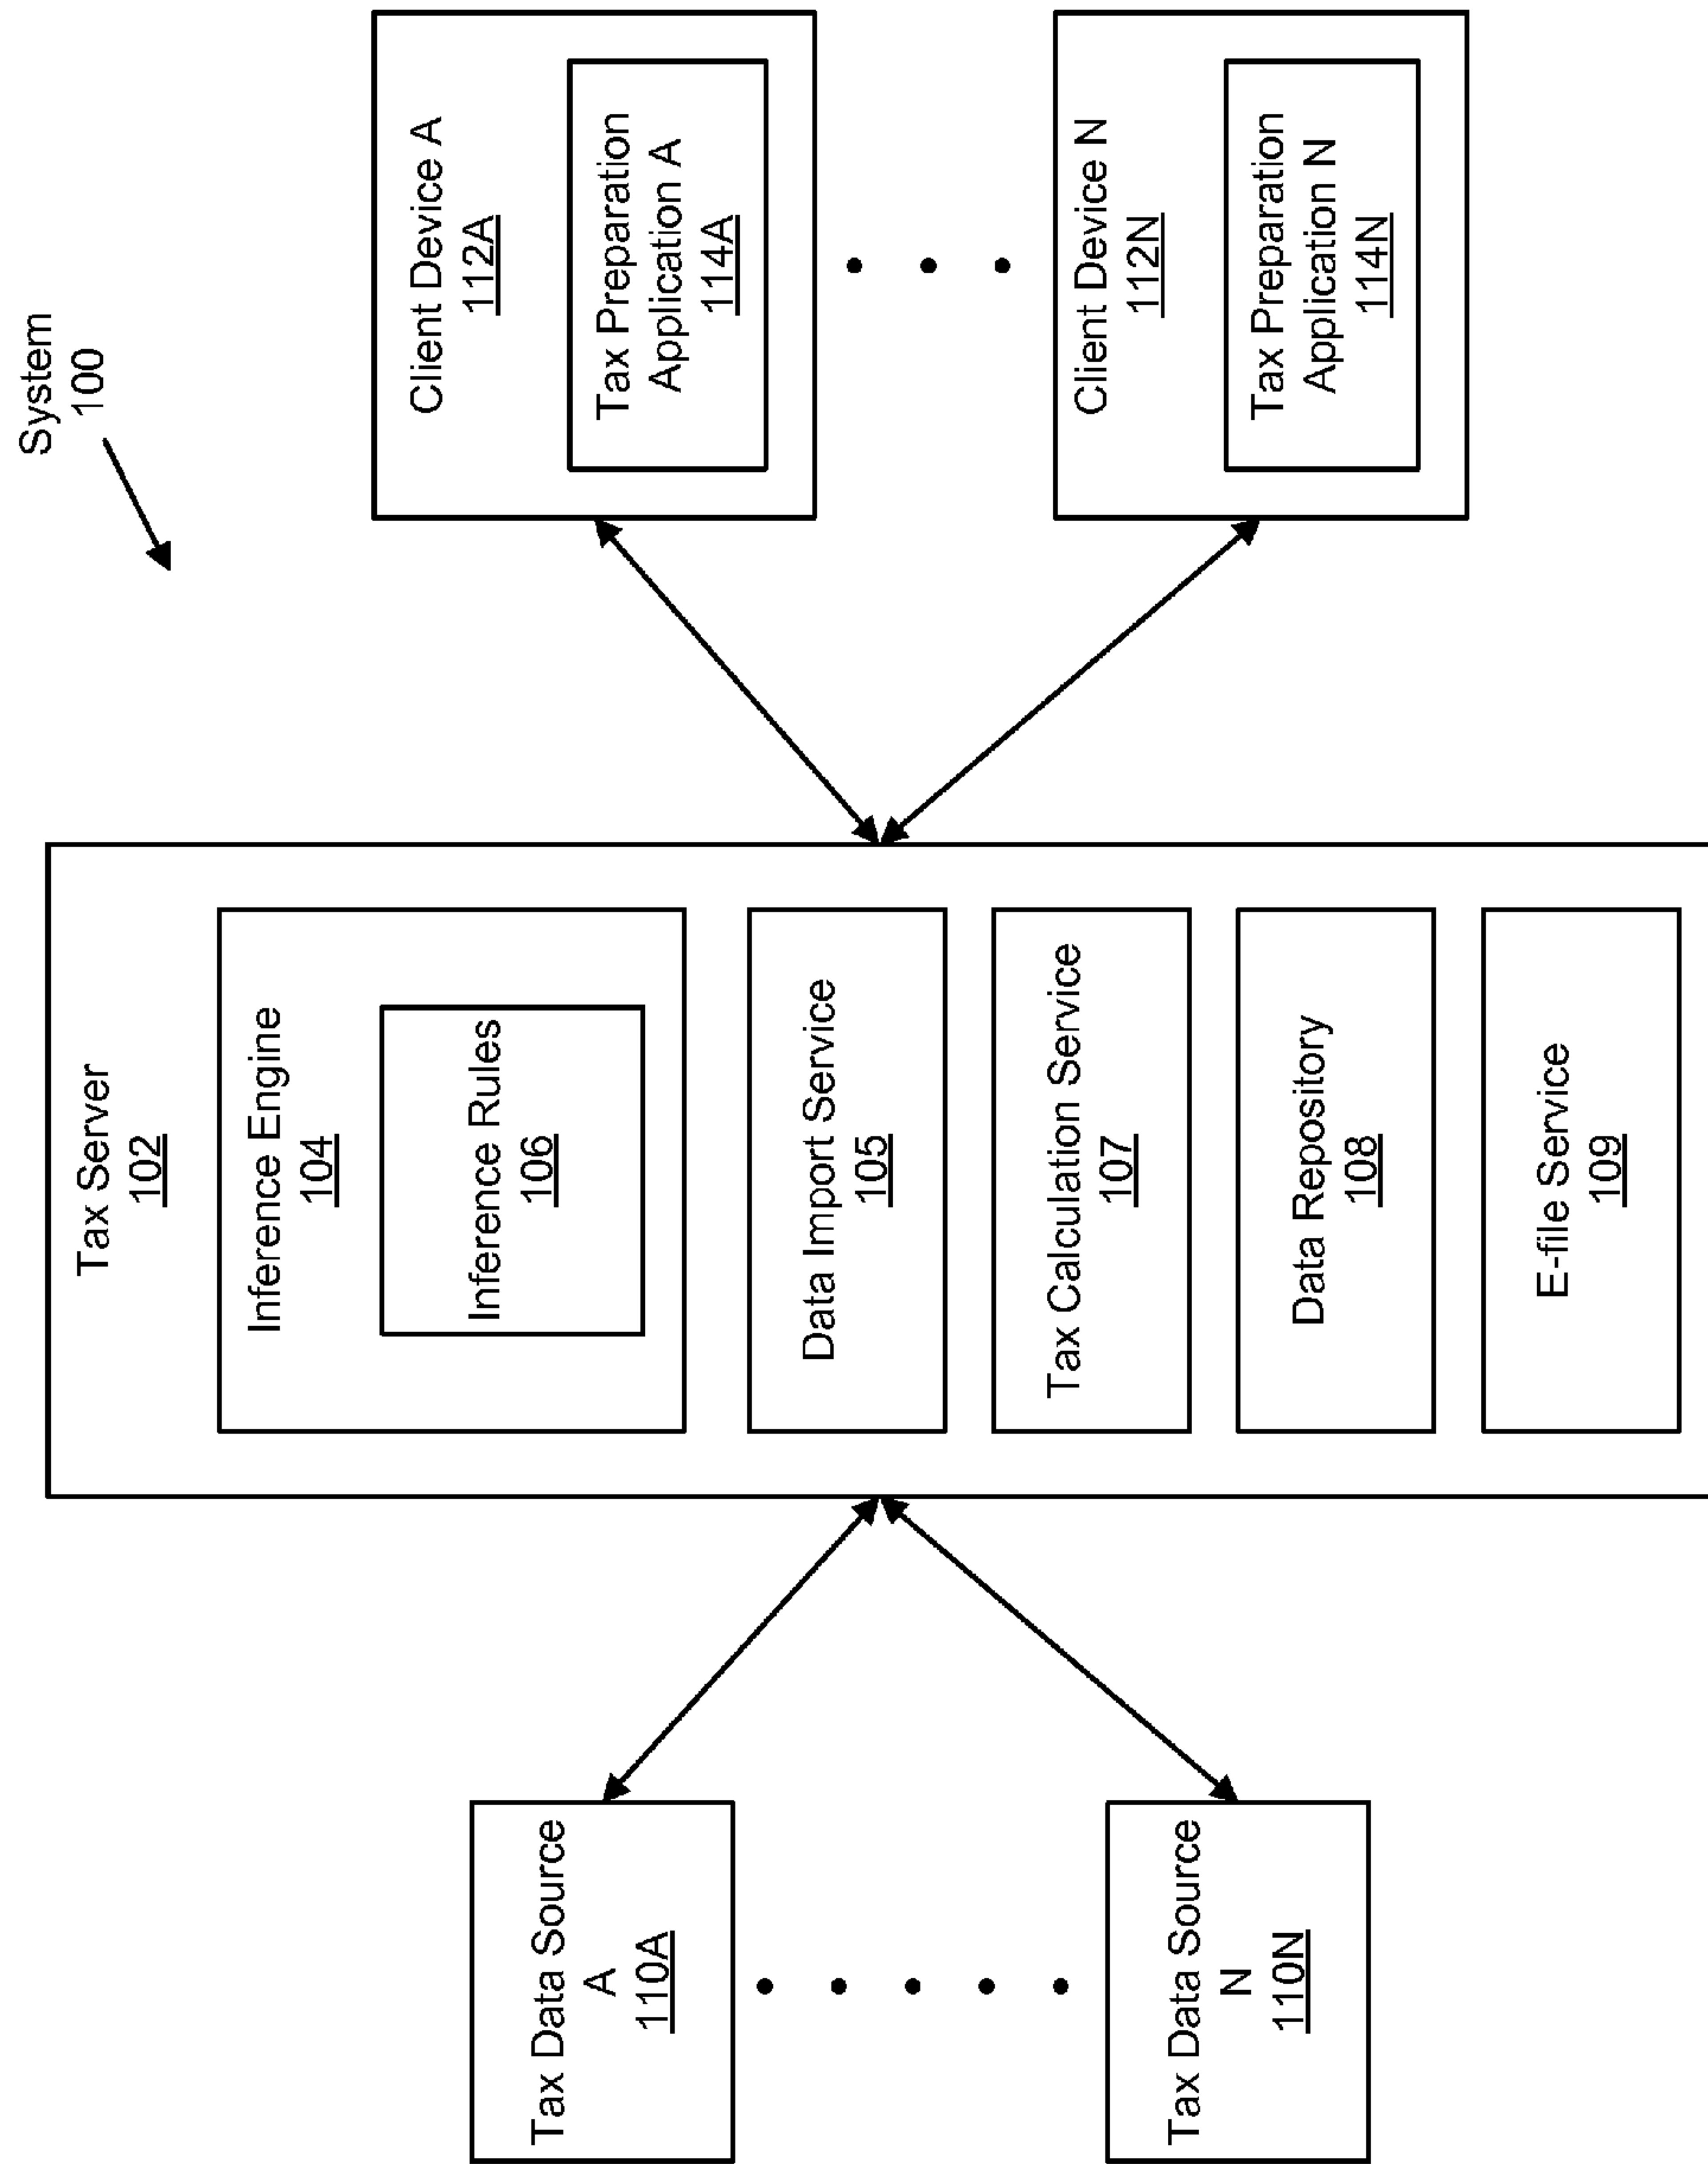 System
100
Tax Data Source
A
110A
Tax Data Source
N
110N
Tax Server
102
Inference Engine
104
Inference Rules
106
Data Import Service
105
Tax Calculation Service
107
Data Repository
108
E-file Service
109
Client Device A
112A
Tax Preparation
Application A
114A
Client Device N
112N
Tax Preparation
Application N
114N